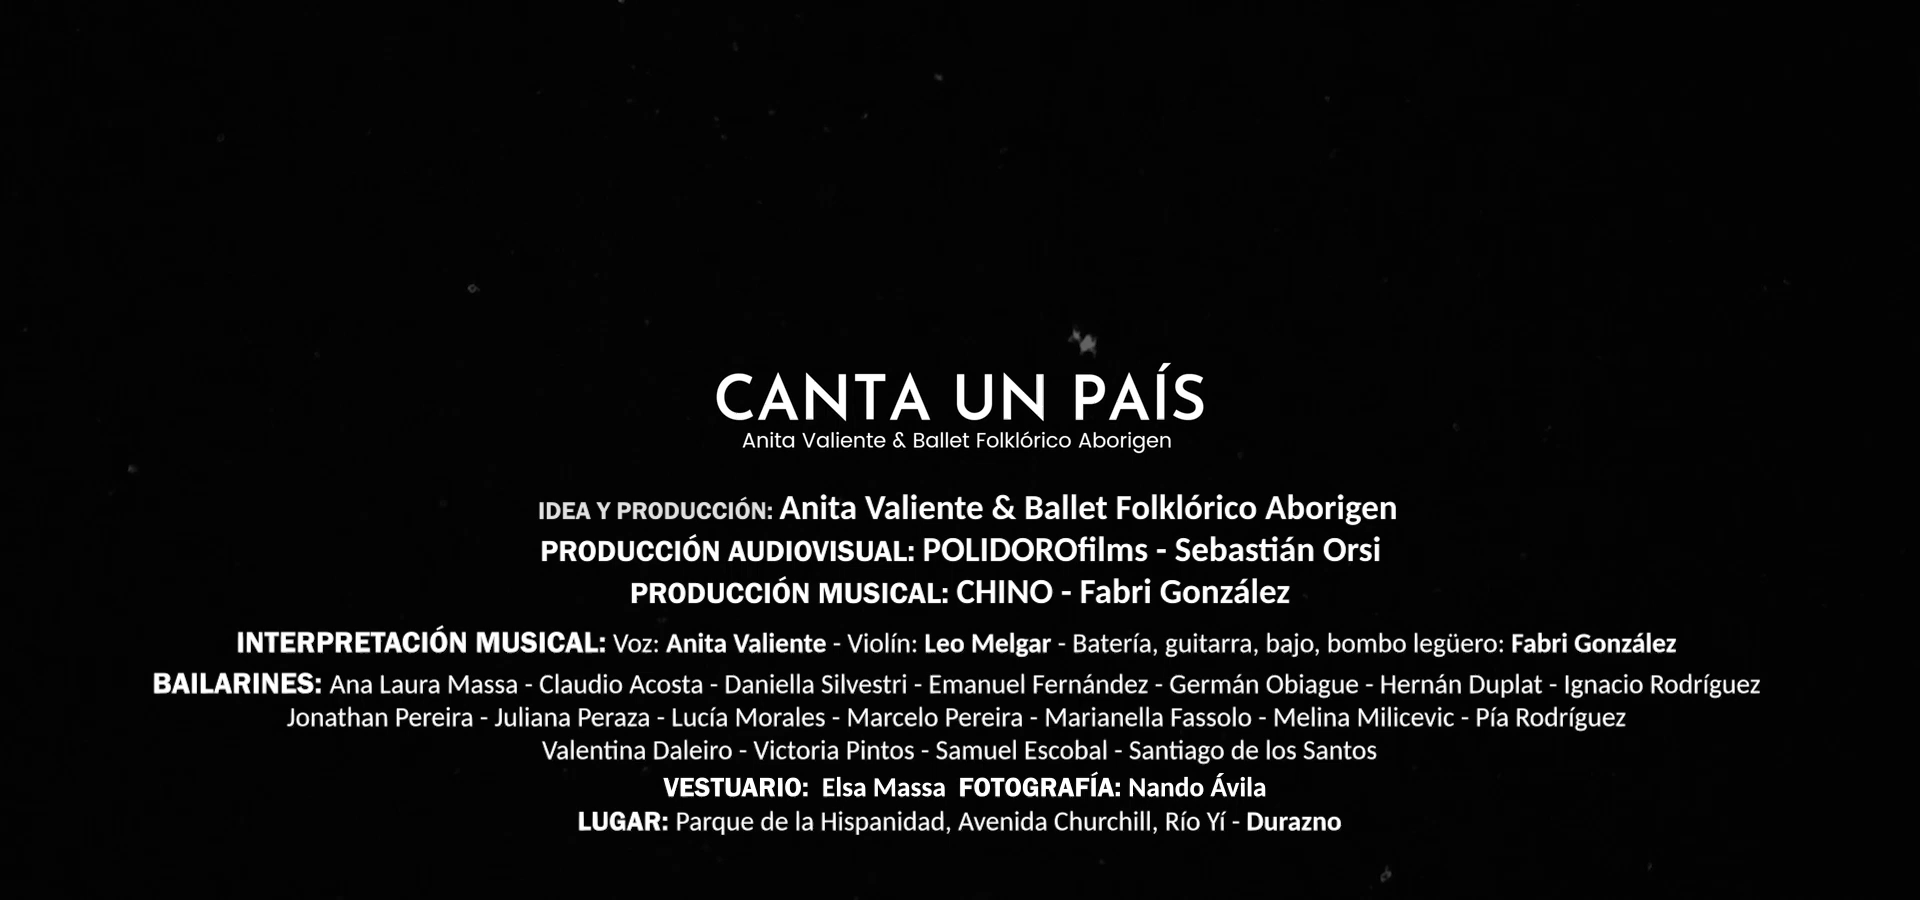 CANTA UN PAÍS
Anita Valiente & Ballet Folklórico Aborigen
IDEA Y PRODUCCIÓN: Anita Valiente & Ballet Folklórico Aborigen
PRODUCCIÓN AUDIOVISUAL: POLIDOROfilms - Sebastián Orsi
PRODUCCIÓN MUSICAL: CHINO - Fabri González
INTERPRETACIÓN MUSICAL: Voz: Anita Valiente - Violín: Leo Melgar - Batería, guitarra, bajo, bombo legüero: Fabri González
BAILARINES: Ana Laura Massa - Claudio Acosta - Daniella Silvestri - Emanuel Fernández - Germán Obiague - Hernán Duplat - Ignacio Rodríguez
Jonathan Pereira - Juliana Peraza - Lucía Morales - Marcelo Pereira - Marianella Fassolo - Melina Milicevic - Pía Rodríguez
Valentina Daleiro - Victoria Pintos - Samuel Escobal - Santiago de los Santos
VESTUARIO: Elsa Massa FOTOGRAFÍA: Nando Ávila
LUGAR: Parque de la Hispanidad, Avenida Churchill, Río Yí - Durazno